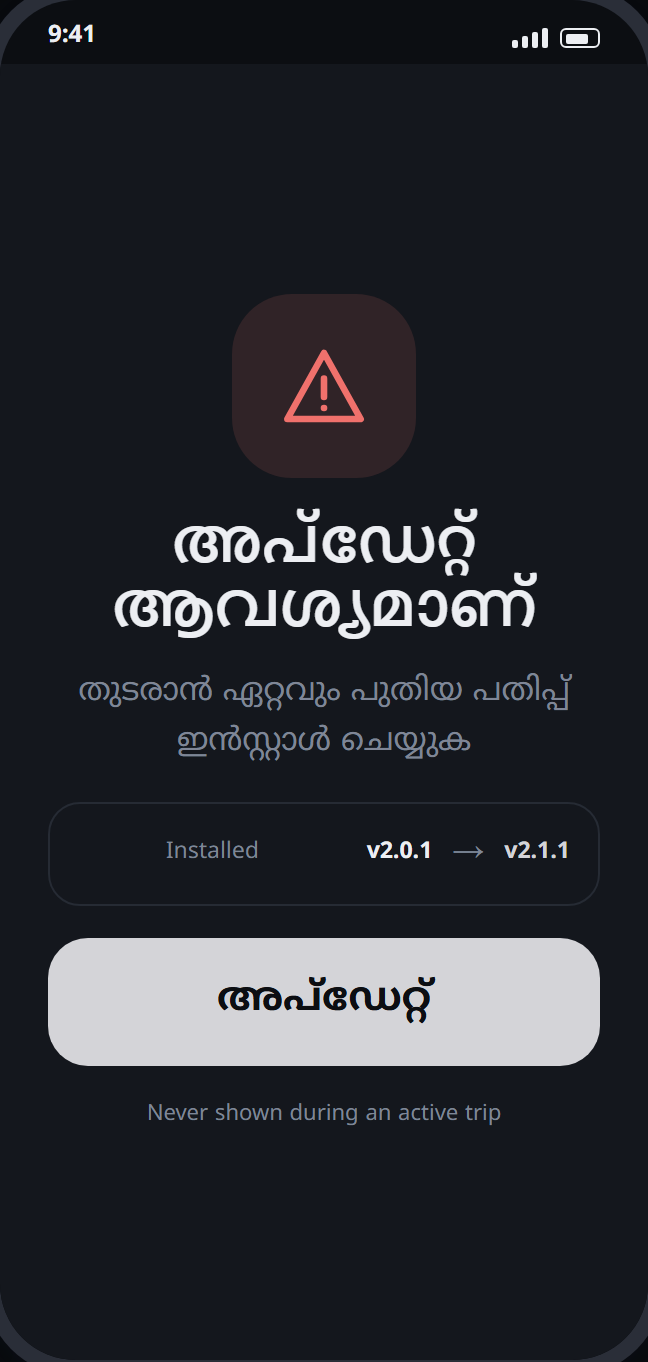 9:41
അപ്ഡേറ്റ്
ആവശ്യമാണ്
തുടരാൻ ഏറ്റവും പുതിയ പതിപ്പ്
ഇൻസ്റ്റാൾ ചെയ്യുക
Installed v2.0.1 → v2.1.1
അപ്ഡേറ്റ്
Never shown during an active trip